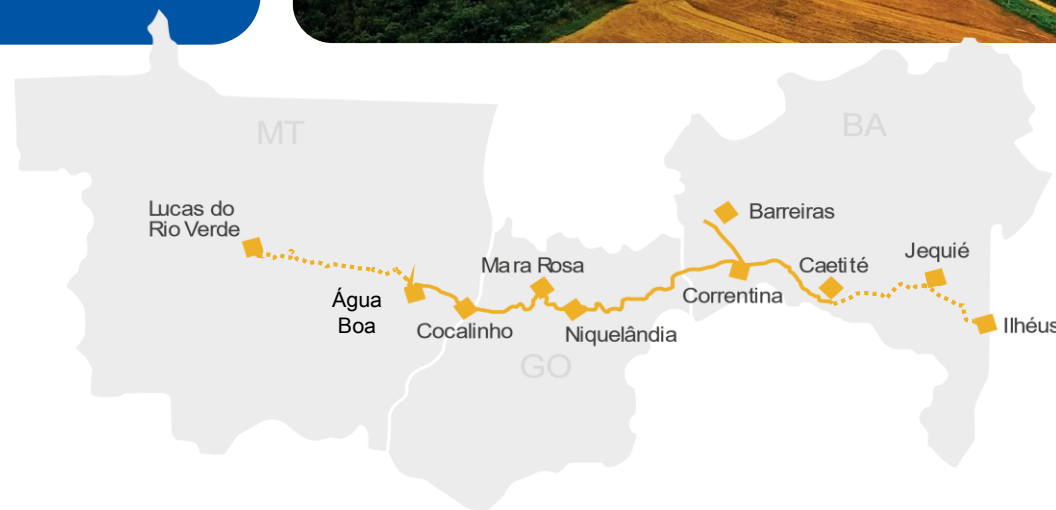 MT
BA
Lucas do
Rio Verde
Barreiras
Jequié
Mara Rosa
Caetité
Água
Boa
Correntina
Cocalinho
Niquelândia
Ilhéus
GO